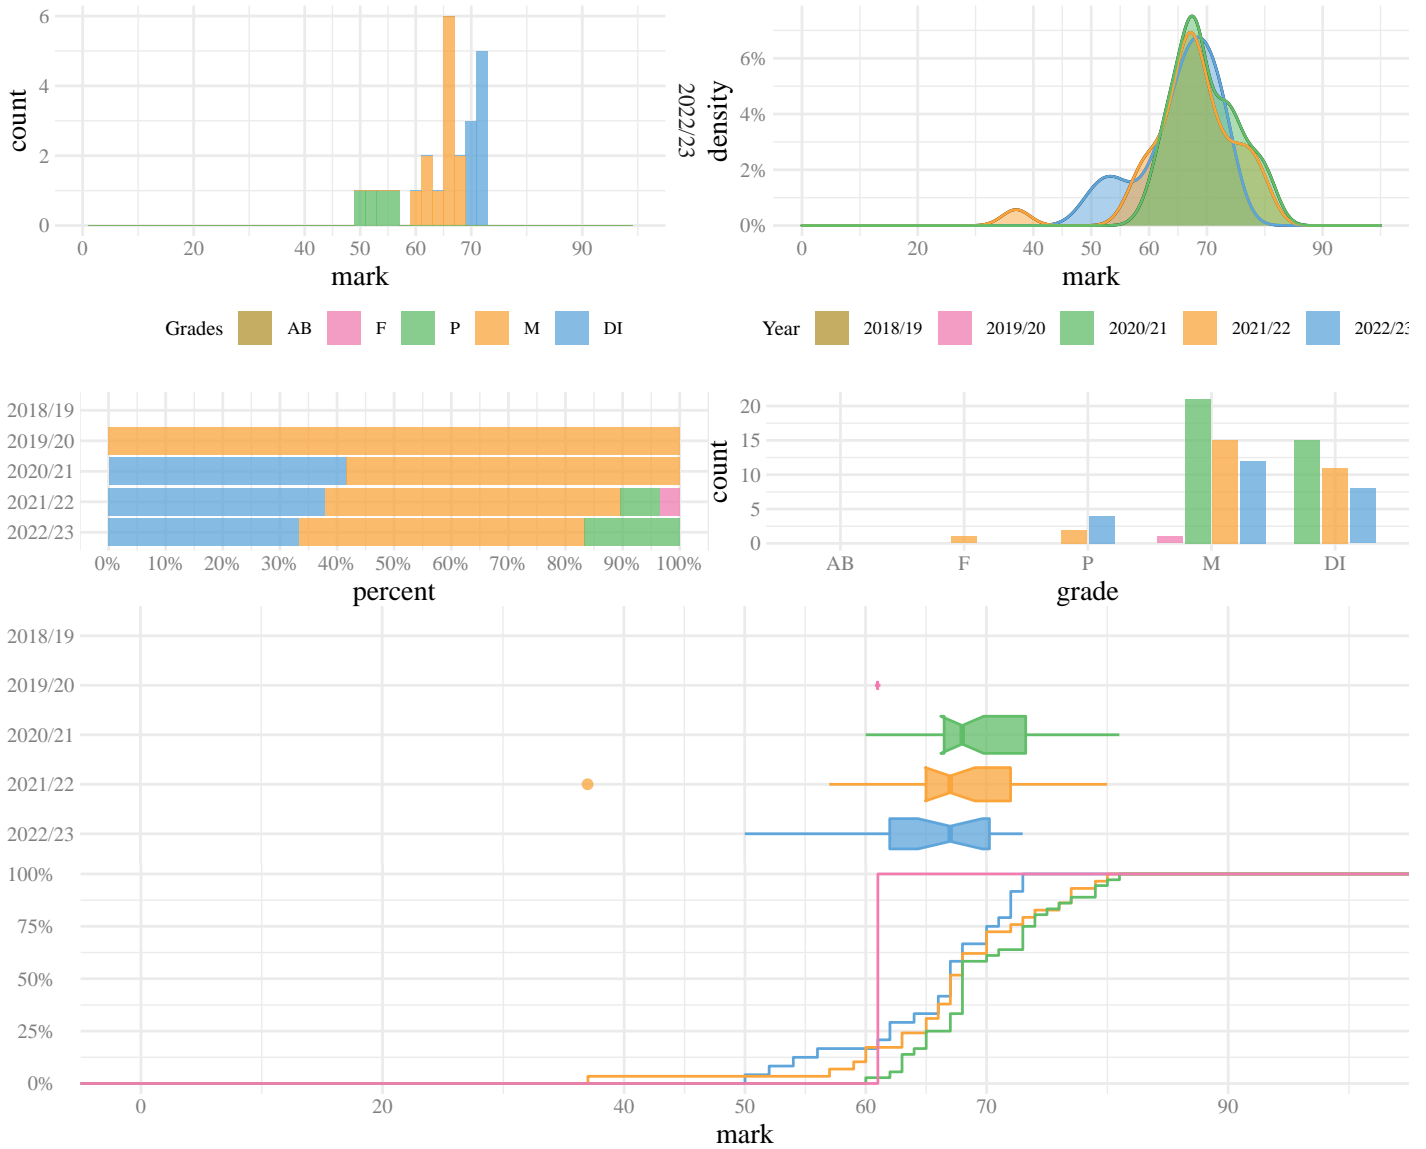 6
4
2
0
count
0 20 40 50 60 70 90
mark
2022/23
6%
4%
2%
0%
density
0 20 40 50 60 70 90
mark
Grades AB F P M DI
Year 2018/19 2019/20 2020/21 2021/22 2022/23
2018/19
2019/20
2020/21
2021/22
2022/23
0% 10% 20% 30% 40% 50% 60% 70% 80% 90% 100%
percent
20
15
10
5
0
count
AB F P M DI
grade
2018/19
2019/20
2020/21
2021/22
2022/23
100%
75%
50%
25%
0%
0 20 40 50 60 70 90
mark